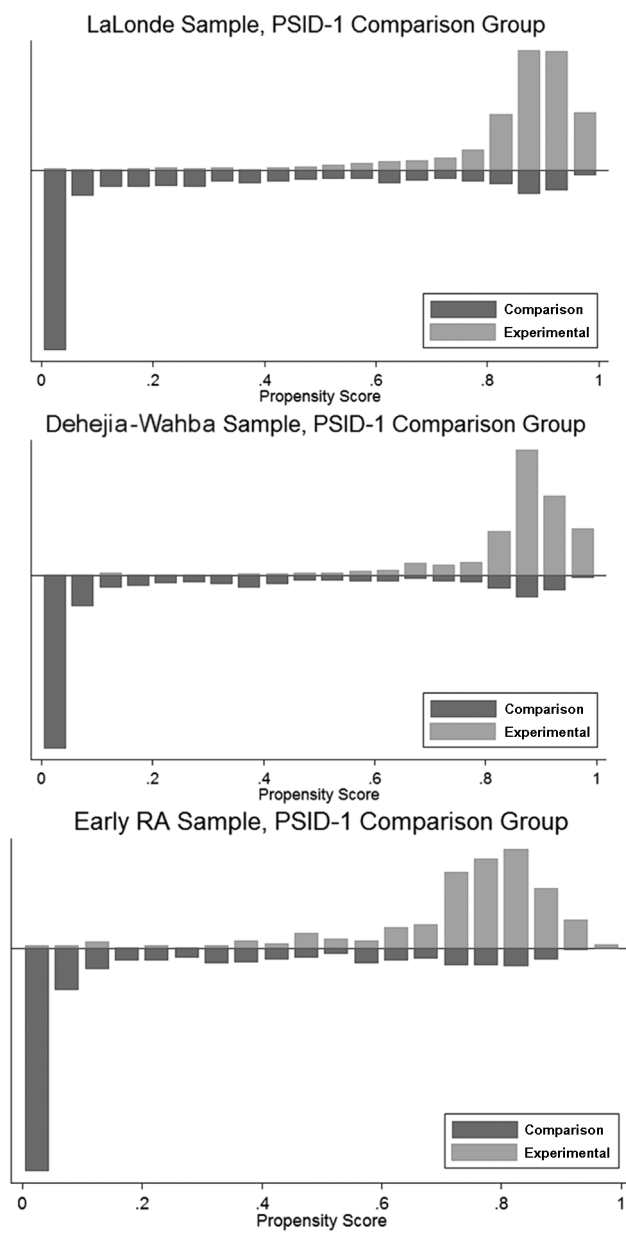 LaLonde Sample, PSID-1 Comparison Group
Comparison
Experimental
0 .2 .4 .6 .8 1
Propensity Score
Dehejia-Wahba Sample, PSID-1 Comparison Group
Comparison
Experimental
0 .2 .4 .6 .8 1
Propensity Score
Early RA Sample, PSID-1 Comparison Group
Comparison
Experimental
0 .2 .4 .6 .8 1
Propensity Score